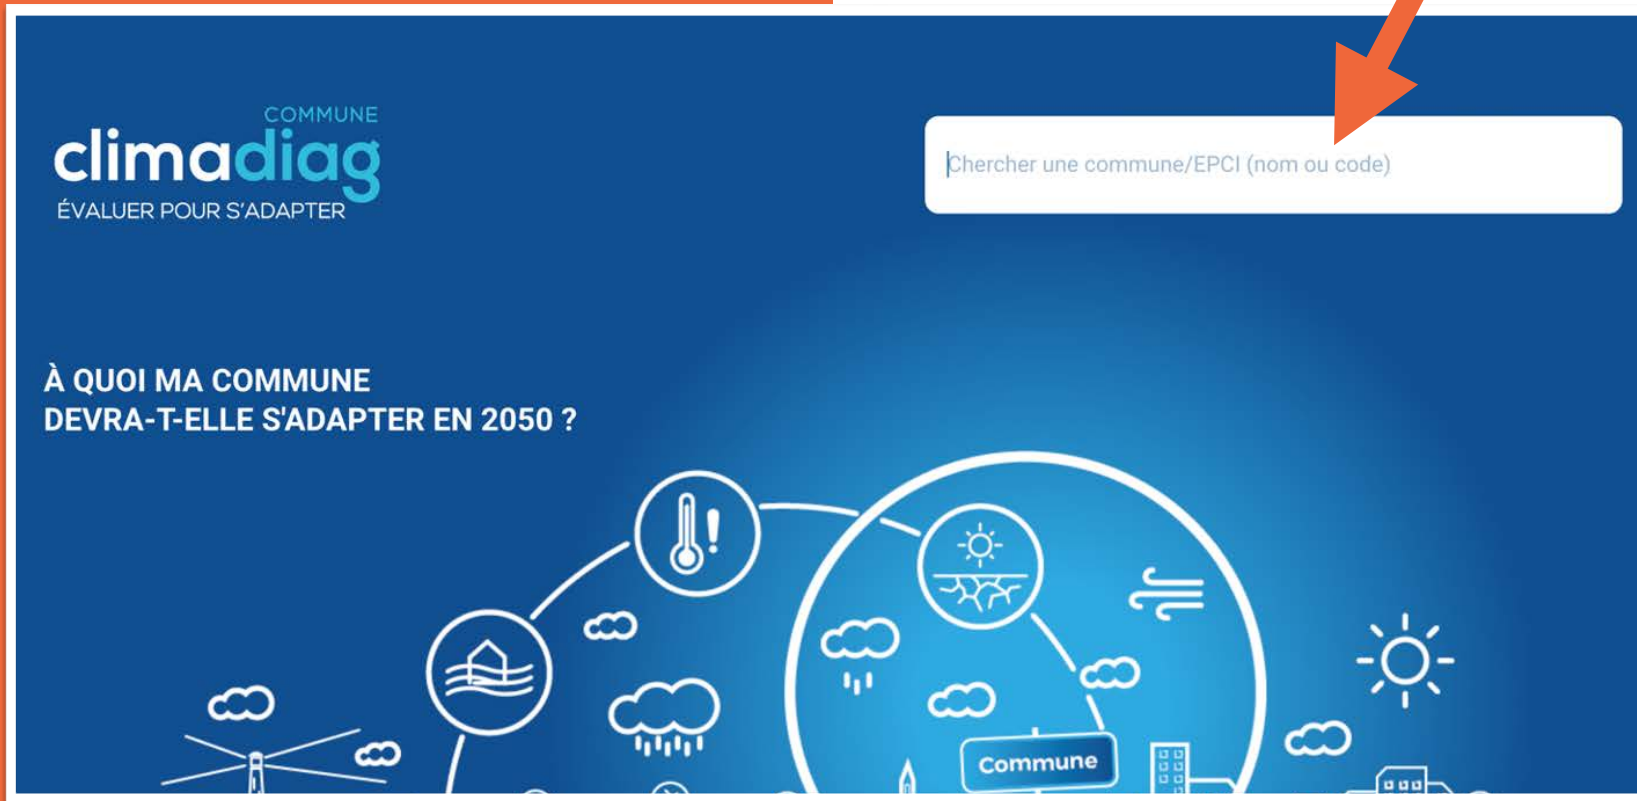 COMMUNE
climadiag
ÉVALUER POUR S'ADAPTER
Chercher une commune/EPCI (nom ou code)
À QUOI MA COMMUNE
DEVRA-T-ELLE S'ADAPTER EN 2050 ?
Commune